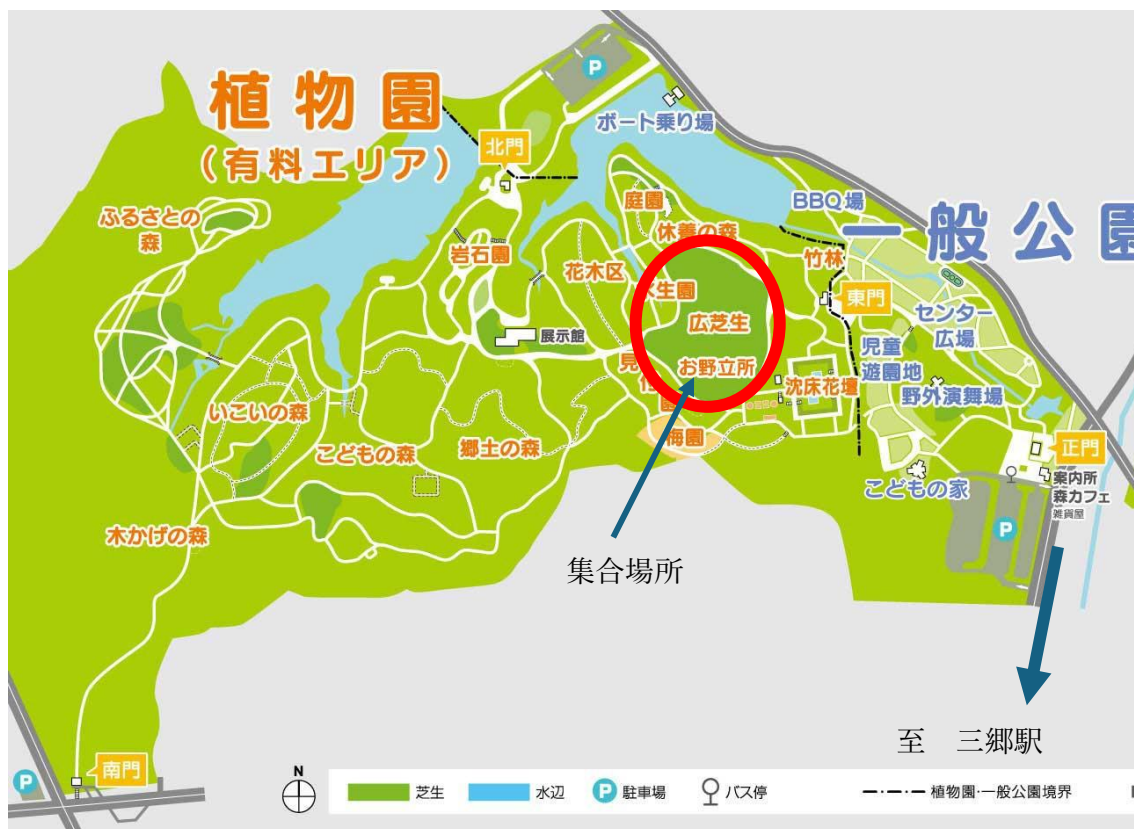 植物園
（有料エリア）
P
ボート乗り場
北門
BBQ場
一般公園
ふるさとの
森
庭園
休養の森
竹林
岩石園
花木区
水生園
東門
広芝生
センター
広場
展示館
児童
遊園地
お野立所
見
沈床花壇
野外演舞場
いこいの森
梅園
正門
こどもの森
郷土の森
こどもの家
案内所
森カフェ
雑貨屋
木かげの森
P
集合場所
至　三郷駅
南門
P
N
芝生
水辺
P 駐車場
バス停
植物園・一般公園境界